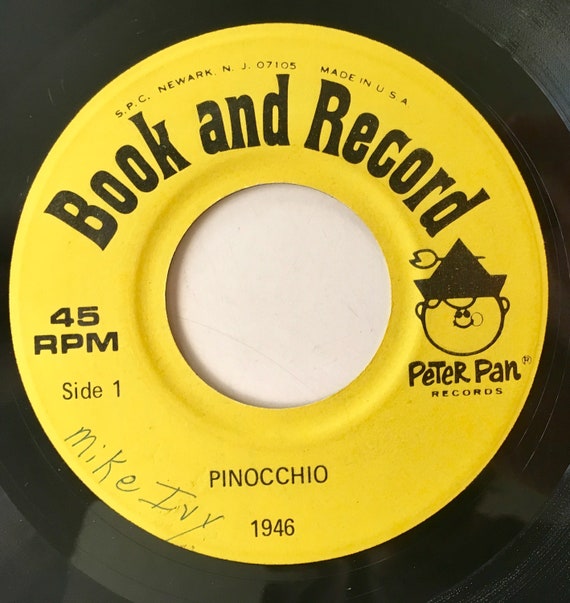 S.P.C. NEWARK, N. J. 07105 MADE IN U S A
Book and Record
45
RPM
Side 1
PeTeR Pan ®
RECORDS
Mike Ivy
PINOCCHIO
1946